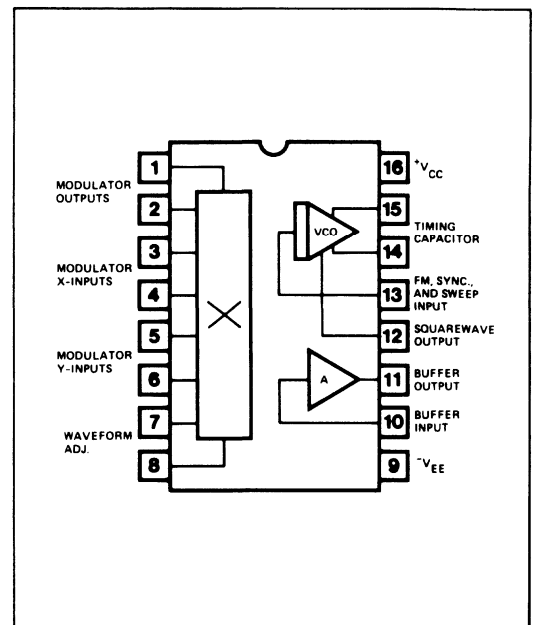 1
MODULATOR
OUTPUTS
2
3
MODULATOR
X-INPUTS
4
5
MODULATOR
Y-INPUTS
6
7
WAVEFORM
ADJ.
8
X
VCO
A
16 +VCC
15
TIMING
CAPACITOR
14
13 FM, SYNC.,
AND SWEEP
INPUT
12 SQUAREWAVE
OUTPUT
11 BUFFER
OUTPUT
10 BUFFER
INPUT
9 -VEE